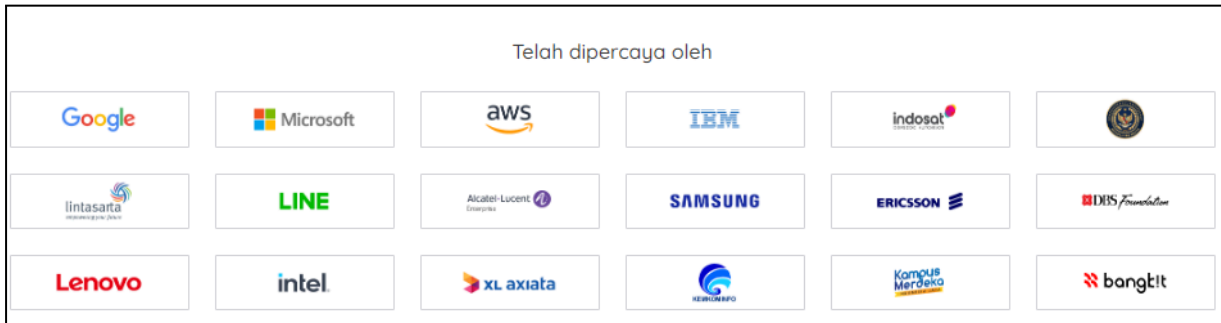 Telah dipercaya oleh
Google
Microsoft
aws
IBM
indosat
lintasarta
LINE
Alcatel-Lucent
Enterprise
SAMSUNG
ERICSSON
DBS Foundation
Lenovo
intel.
XL axiata
KEMKOMINFO
Kampus
Merdeka
bangk!t